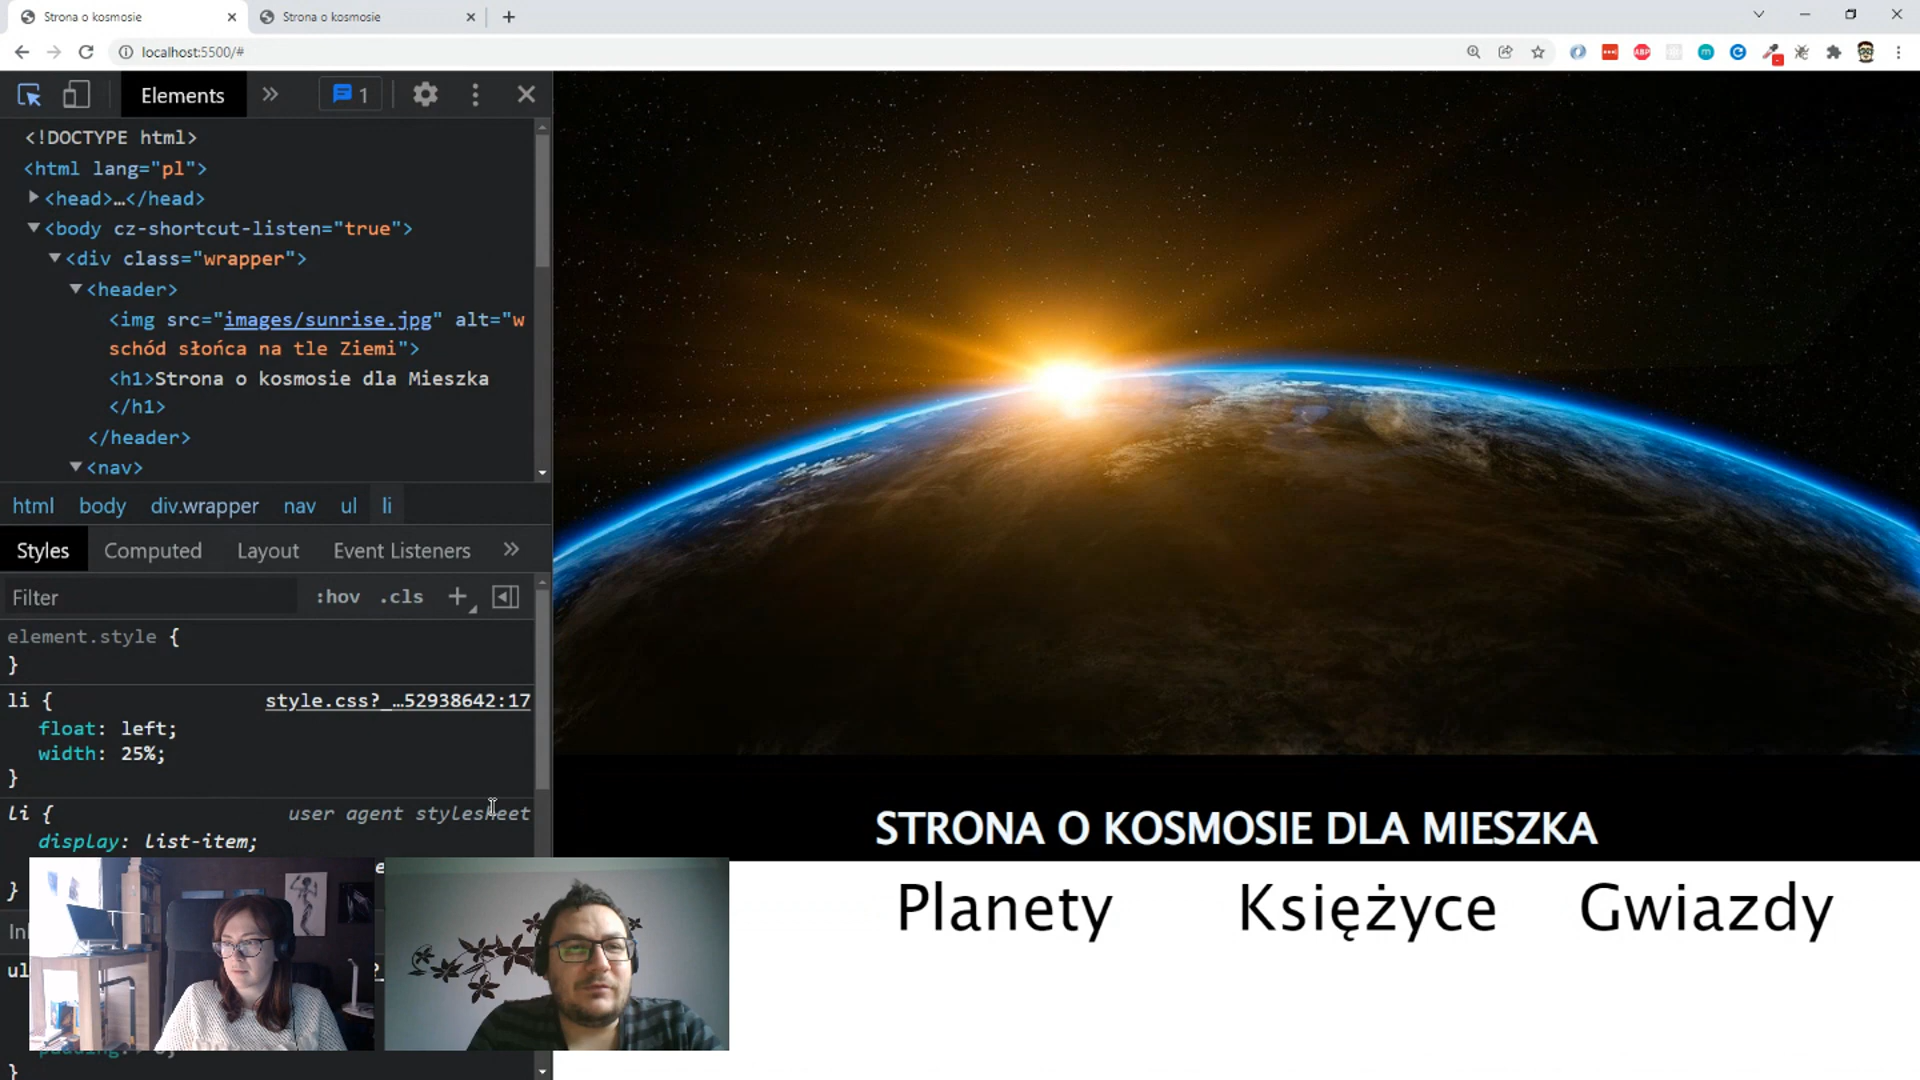 Strona o kosmosie
Strona o kosmosie
localhost:5500/#
ABP
Elements
1
<!DOCTYPE html>
<html lang="pl">
<head>…</head>
<body cz-shortcut-listen="true">
<div class="wrapper">
<header>
<img src="images/sunrise.jpg" alt="w
schód słońca na tle Ziemi">
<h1>Strona o kosmosie dla Mieszka
</h1>
</header>
<nav>
html body div.wrapper nav ul li
Styles Computed Layout Event Listeners
Filter :hov .cls
element.style {
}
li { style.css?_…52938642:17
float: left;
width: 25%;
}
li { user agent stylesheet
display: list-item;
}
ul
}
STRONA O KOSMOSIE DLA MIESZKA
Planety Księżyce Gwiazdy